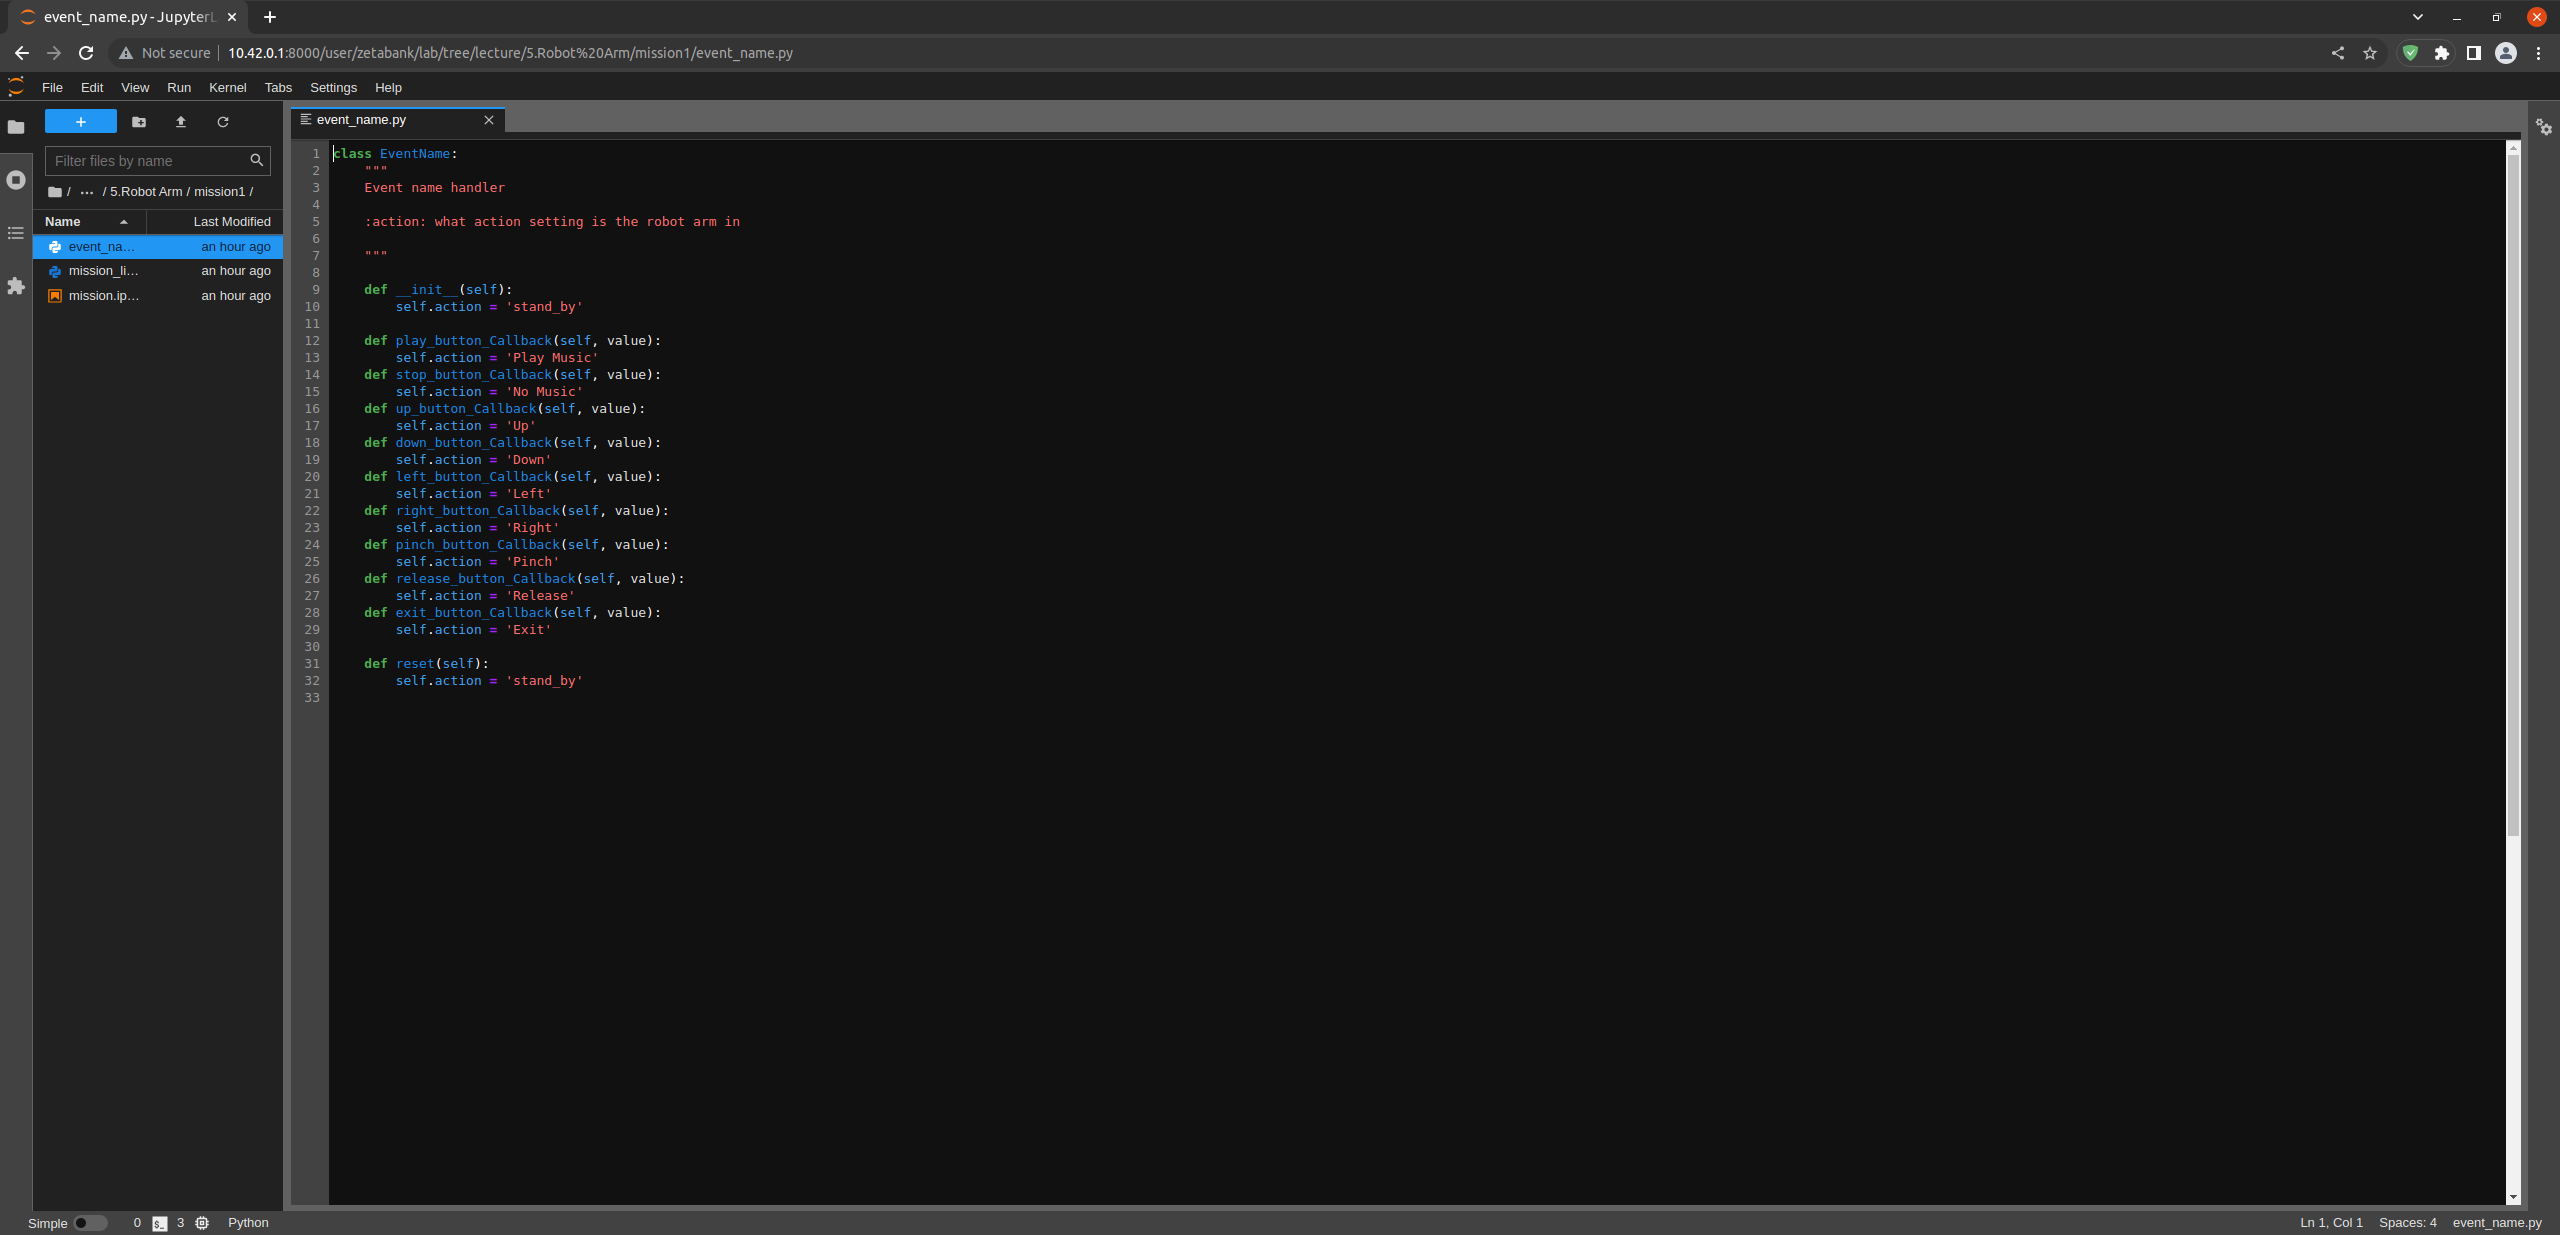 event_name.py - JupyterL
Not secure
10.42.0.1:8000/user/zetabank/lab/tree/lecture/5.Robot%20Arm/mission1/event_name.py
File Edit View Run Kernel Tabs Settings Help
+
Filter files by name
/ ... / 5.Robot Arm / mission1 /
Name Last Modified
event_na... an hour ago
mission_li... an hour ago
mission.ip... an hour ago
event_name.py
1 class EventName:
2     """
3     Event name handler
4
5     :action: what action setting is the robot arm in
6
7     """
8
9     def __init__(self):
10         self.action = 'stand_by'
11
12     def play_button_Callback(self, value):
13         self.action = 'Play Music'
14     def stop_button_Callback(self, value):
15         self.action = 'No Music'
16     def up_button_Callback(self, value):
17         self.action = 'Up'
18     def down_button_Callback(self, value):
19         self.action = 'Down'
20     def left_button_Callback(self, value):
21         self.action = 'Left'
22     def right_button_Callback(self, value):
23         self.action = 'Right'
24     def pinch_button_Callback(self, value):
25         self.action = 'Pinch'
26     def release_button_Callback(self, value):
27         self.action = 'Release'
28     def exit_button_Callback(self, value):
29         self.action = 'Exit'
30
31     def reset(self):
32         self.action = 'stand_by'
33
Simple 0 $_ 3 Python
Ln 1, Col 1 Spaces: 4 event_name.py